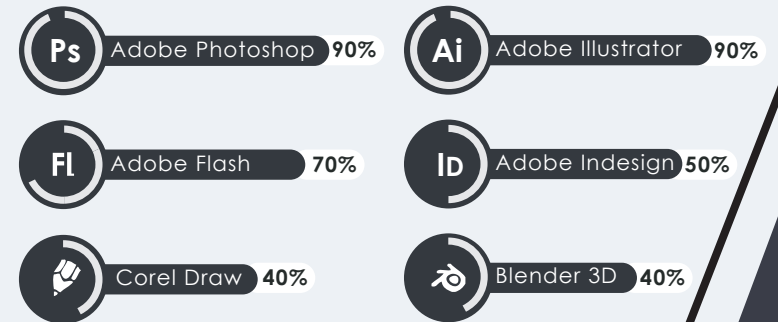 Ps Adobe Photoshop 90%
Ai Adobe Illustrator 90%
Fl Adobe Flash 70%
ID Adobe Indesign 50%
Corel Draw 40%
Blender 3D 40%